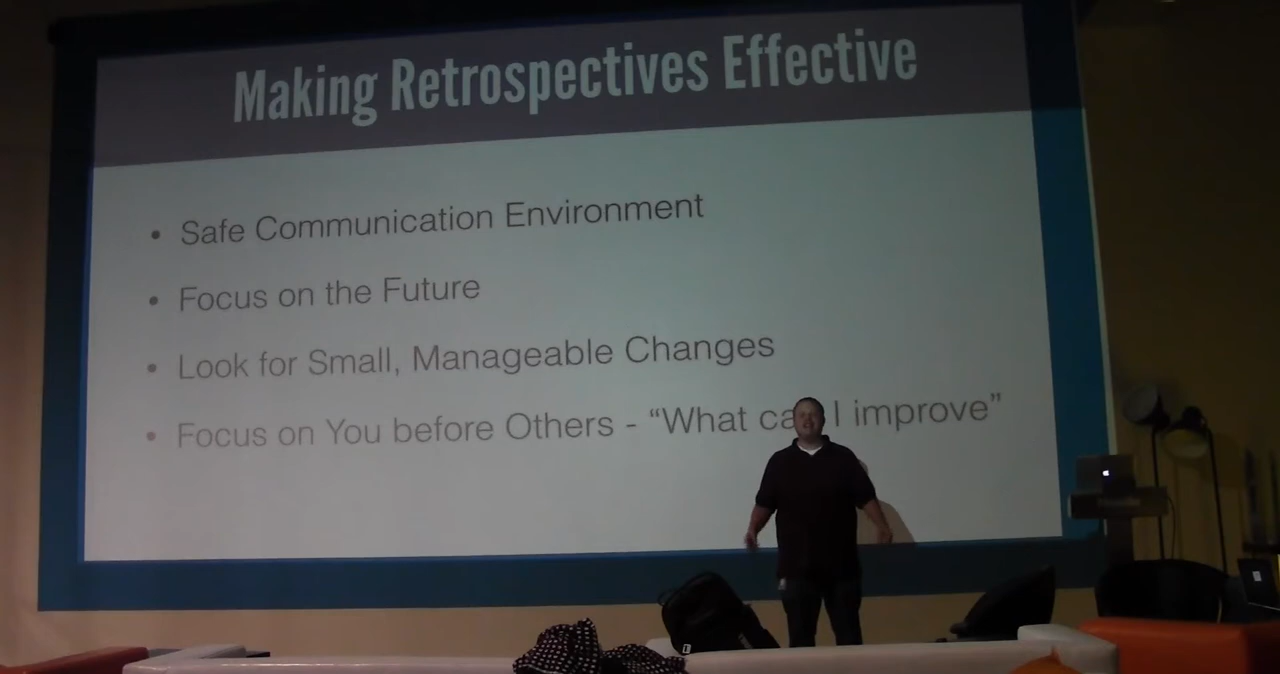 Making Retrospectives Effective
• Safe Communication Environment
• Focus on the Future
• Look for Small, Manageable Changes
• Focus on You before Others - “What ca I improve”